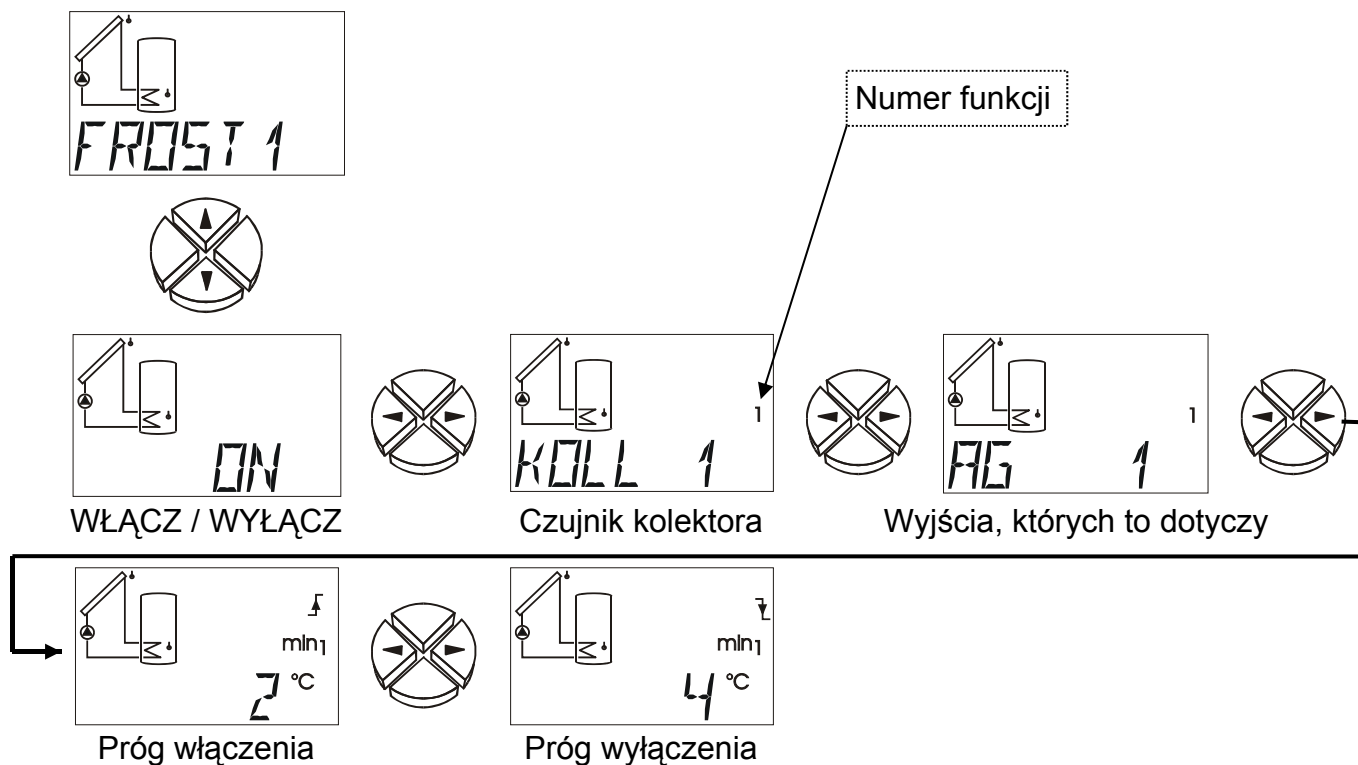 FROST 1
Numer funkcji
ON
KOLL 1
1
AG 1
1
WŁĄCZ / WYŁĄCZ
Czujnik kolektora
Wyjścia, których to dotyczy
min1
2 °C
min1
4 °C
Próg włączenia
Próg wyłączenia